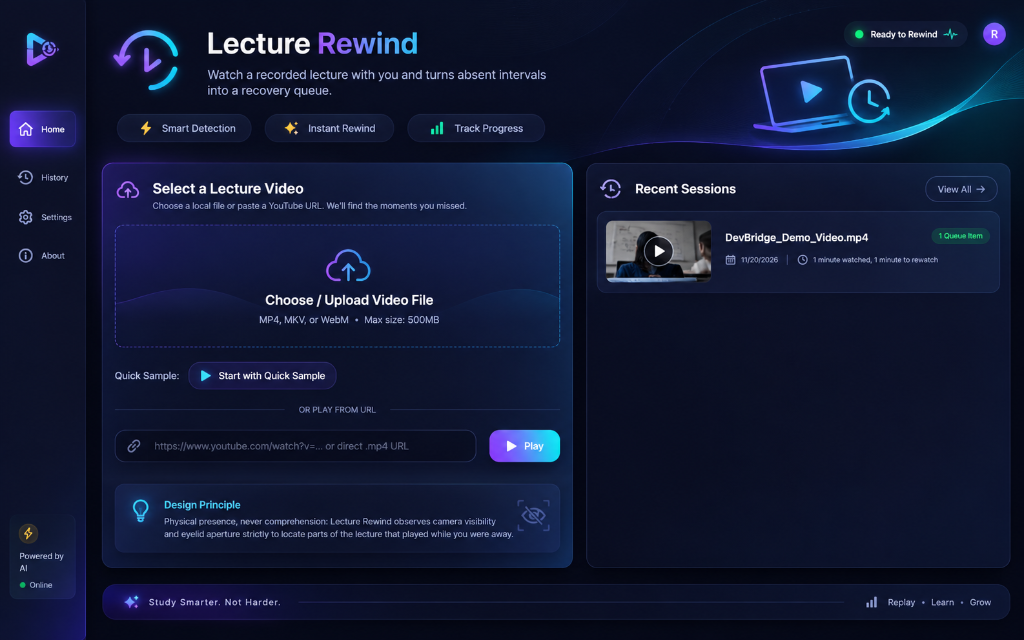 Lecture Rewind
Watch a recorded lecture with you and turns absent intervals
into a recovery queue.
Ready to Rewind
R
Smart Detection
Instant Rewind
Track Progress
Home
History
Settings
About
Powered by
AI
Online
Select a Lecture Video
Choose a local file or paste a YouTube URL. We'll find the moments you missed.
Choose / Upload Video File
MP4, MKV, or WebM • Max size: 500MB
Quick Sample:
Start with Quick Sample
OR PLAY FROM URL
https://www.youtube.com/watch?v=... or direct .mp4 URL
Play
Design Principle
Physical presence, never comprehension: Lecture Rewind observes camera visibility
and eyelid aperture strictly to locate parts of the lecture that played while you were away.
Recent Sessions
View All →
DevBridge_Demo_Video.mp4
1 Queue Item
11/20/2026
1 minute watched, 1 minute to rewatch
Study Smarter. Not Harder.
Replay • Learn • Grow